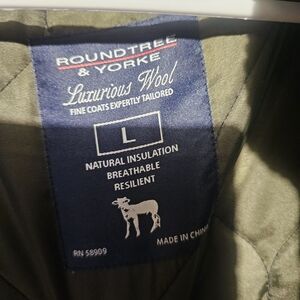 ROUNDTREE
& YORKE
Luxurious Wool
FINE COATS EXPERTLY TAILORED
L
NATURAL INSULATION
BREATHABLE
RESILIENT
RN 58909
MADE IN CHINA